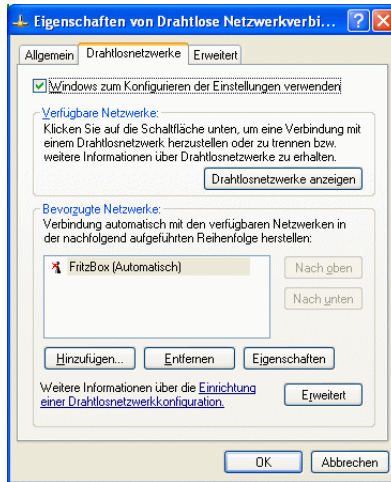 Eigenschaften von Drahtlose Netzwerkverbi...
Allgemein Drahtlosnetzwerke Erweitert
Windows zum Konfigurieren der Einstellungen verwenden
Verfügbare Netzwerke:
Klicken Sie auf die Schaltfläche unten, um eine Verbindung mit
einem Drahtlosnetzwerk herzustellen oder zu trennen bzw.
weitere Informationen über Drahtlosnetzwerke zu erhalten.
Drahtlosnetzwerke anzeigen
Bevorzugte Netzwerke:
Verbindung automatisch mit den verfügbaren Netzwerken in
der nachfolgend aufgeführten Reihenfolge herstellen:
FritzBox (Automatisch)
Nach oben
Nach unten
Hinzufügen... Entfernen Eigenschaften
Weitere Informationen über die Einrichtung
einer Drahtlosnetzwerkkonfiguration.
Erweitert
OK Abbrechen